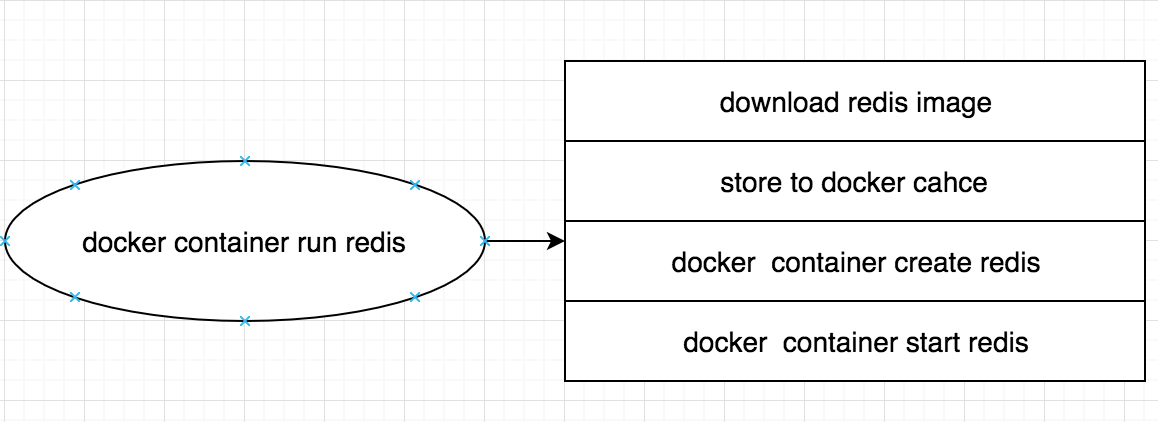 download redis image
store to docker cahce
docker container run redis
docker  container create redis
docker  container start redis